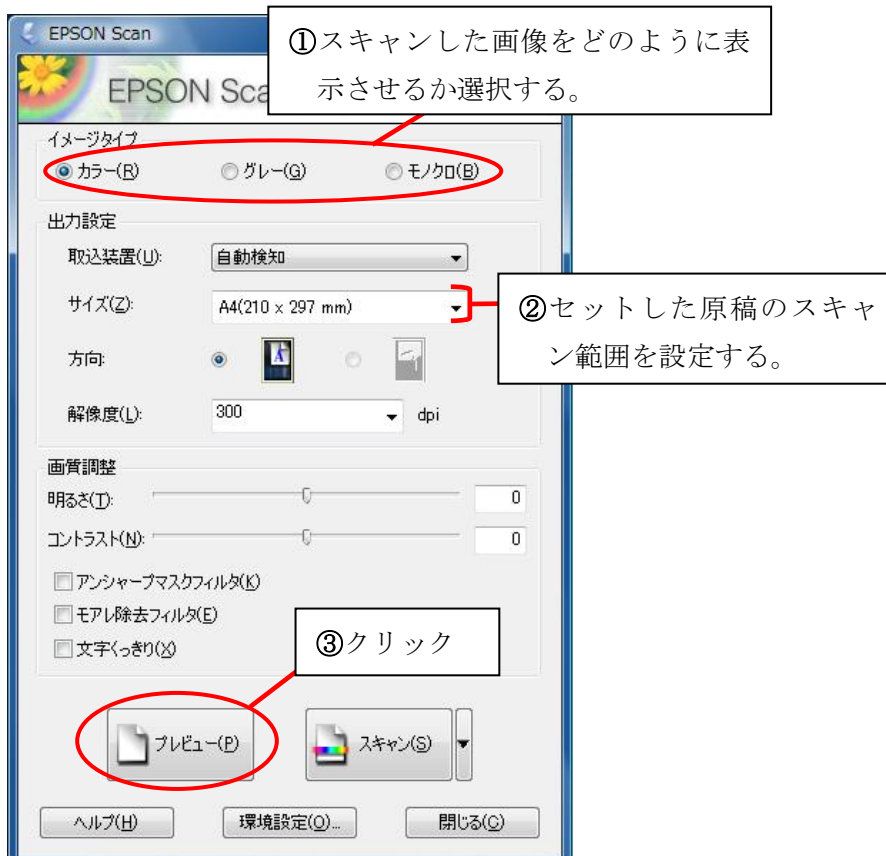 EPSON Scan
①スキャンした画像をどのように表
示させるか選択する。
EPSON Sca
イメージタイプ
カラー(R)
グレー(G)
モノクロ(B)
出力設定
取込装置(U):
自動検知
サイズ(Z):
A4(210 x 297 mm)
②セットした原稿のスキャ
ン範囲を設定する。
方向:
解像度(L):
300
dpi
画質調整
明るさ(T):
0
コントラスト(N):
0
アンシャープマスクフィルタ(K)
モアレ除去フィルタ(E)
文字くっきり(X)
③クリック
プレビュー(P)
スキャン(S)
ヘルプ(H)
環境設定(O)...
閉じる(C)